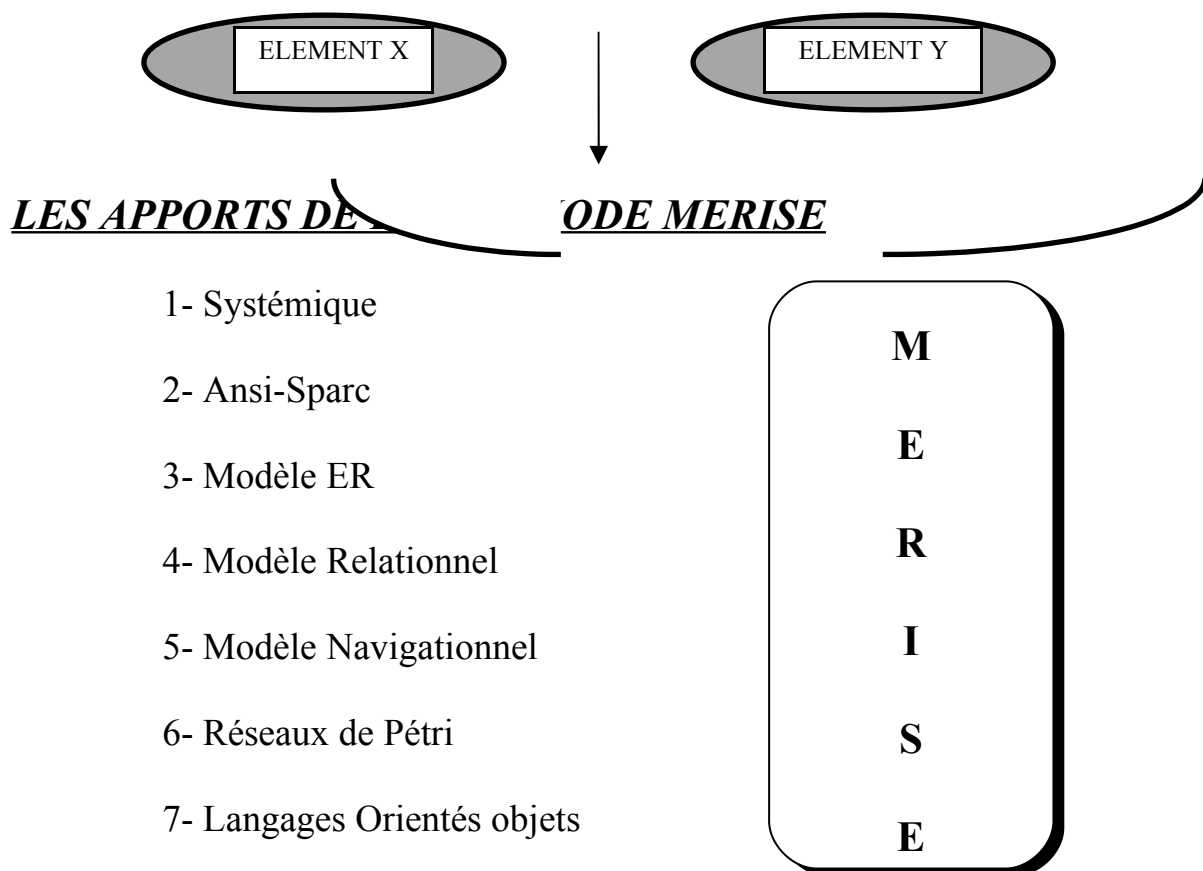 ELEMENT X
ELEMENT Y
LES APPORTS DE ODE MERISE
1- Systémique
2- Ansi-Sparc
3- Modèle ER
4- Modèle Relationnel
5- Modèle Navigationnel
6- Réseaux de Pétri
7- Langages Orientés objets
M
E
R
I
S
E